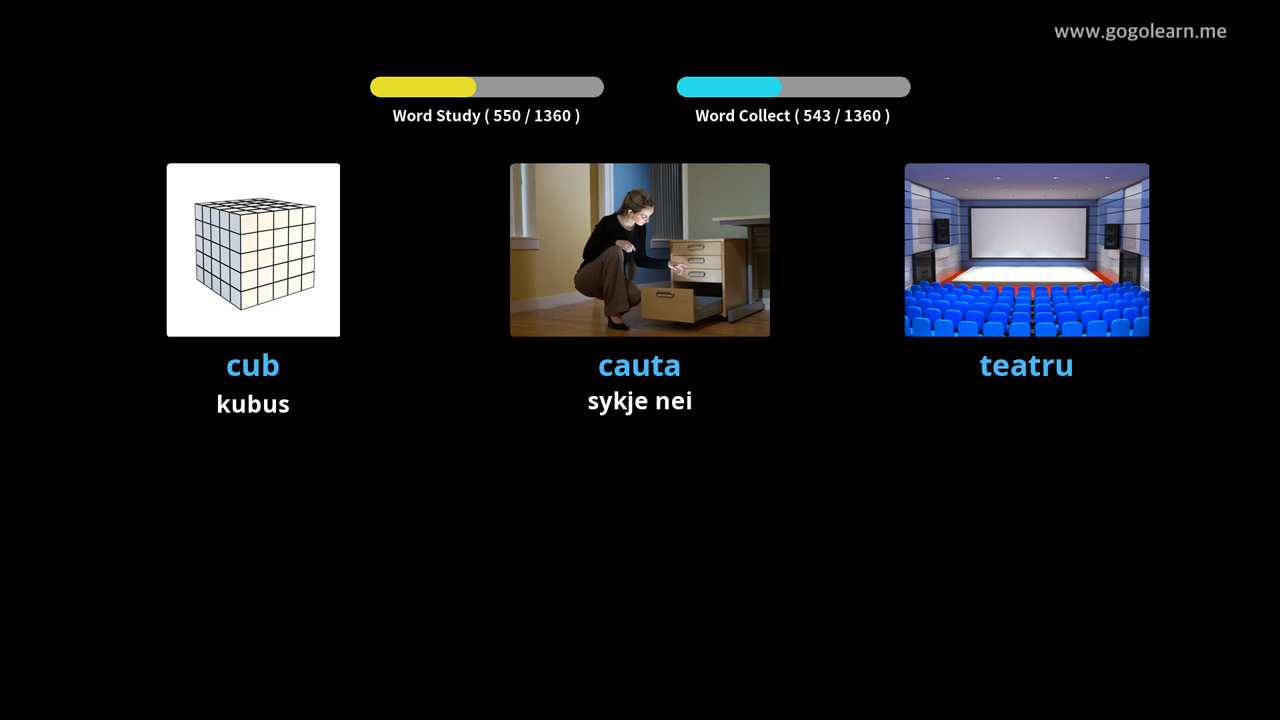 www.gogolearn.me
Word Study ( 550 / 1360 )
Word Collect ( 543 / 1360 )
cub
kubus
cauta
sykje nei
teatru